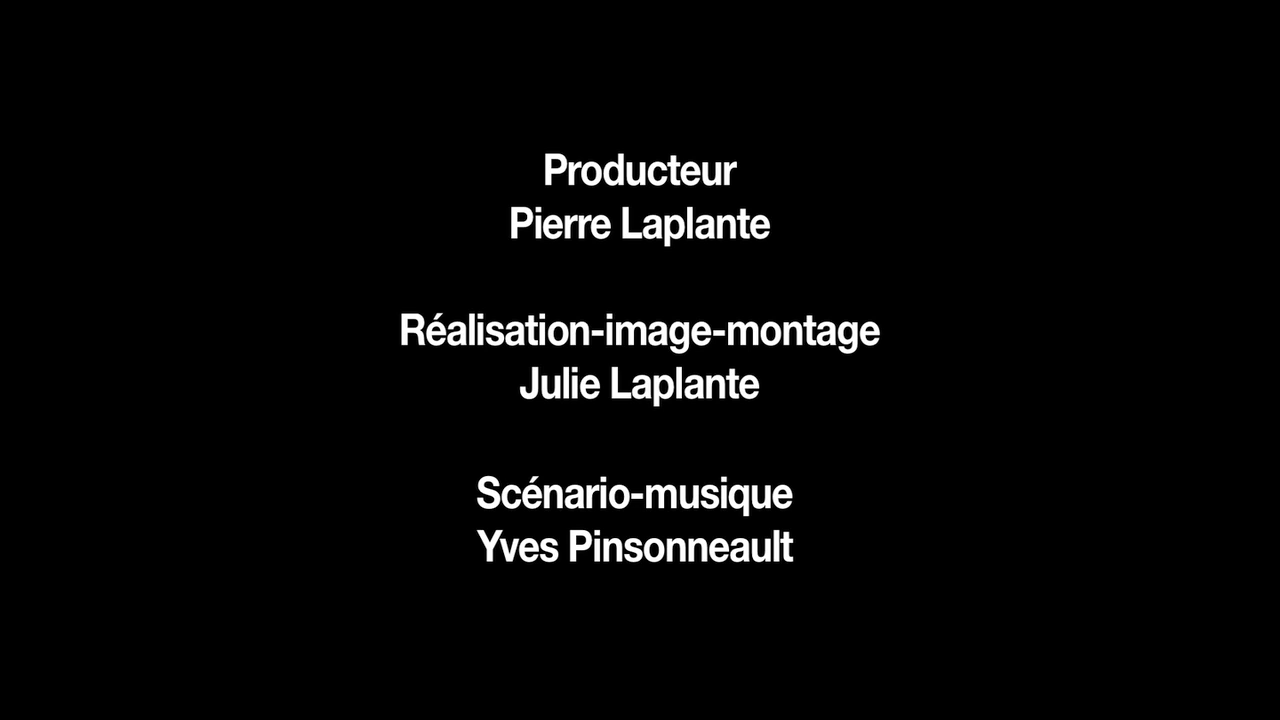 Producteur
Pierre Laplante
Réalisation-image-montage
Julie Laplante
Scénario-musique
Yves Pinsonneault